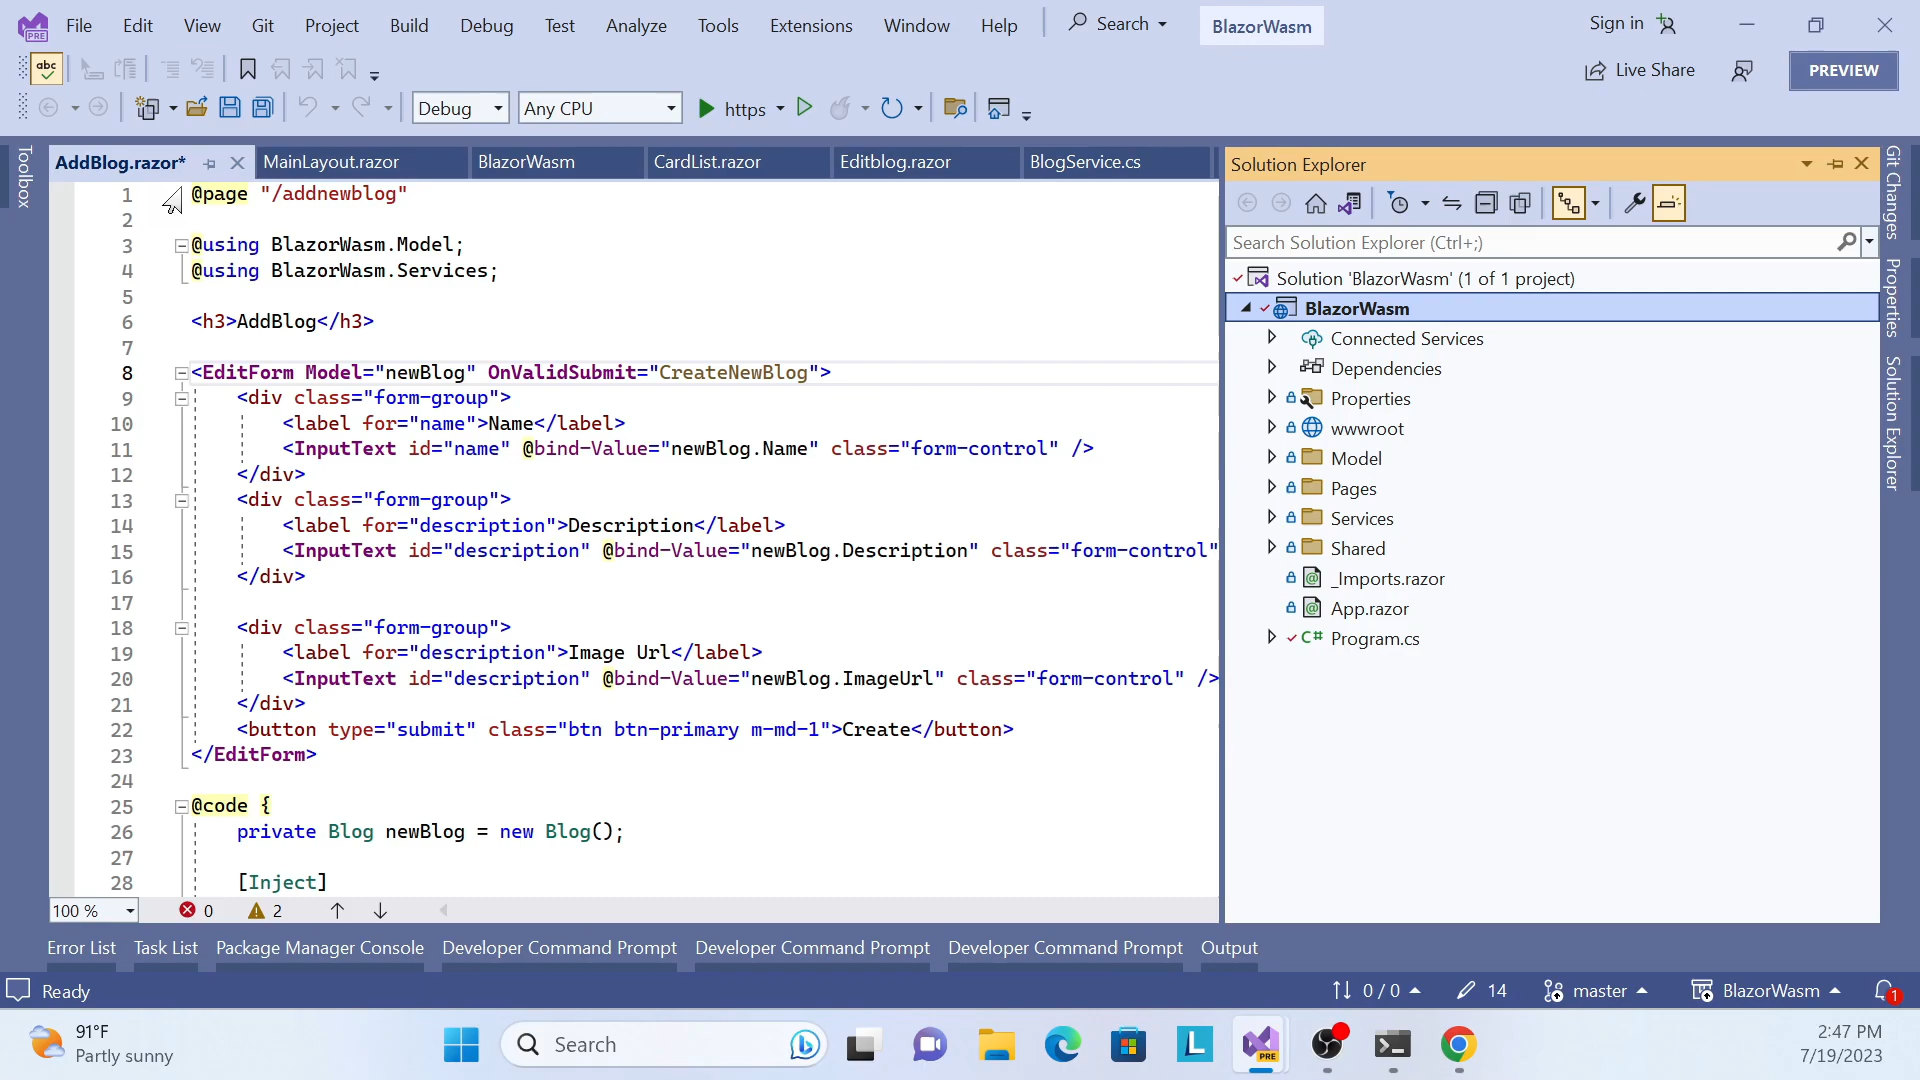 File Edit View Git Project Build Debug Test Analyze Tools Extensions Window Help Search BlazorWasm Sign in
PRE
abc
Live Share PREVIEW
Debug Any CPU https
Toolbox
AddBlog.razor* MainLayout.razor BlazorWasm CardList.razor Editblog.razor BlogService.cs
1 @page "/addnewblog"
2
3 @using BlazorWasm.Model;
4 @using BlazorWasm.Services;
5
6 <h3>AddBlog</h3>
7
8 <EditForm Model="newBlog" OnValidSubmit="CreateNewBlog">
9 <div class="form-group">
10 <label for="name">Name</label>
11 <InputText id="name" @bind-Value="newBlog.Name" class="form-control" />
12 </div>
13 <div class="form-group">
14 <label for="description">Description</label>
15 <InputText id="description" @bind-Value="newBlog.Description" class="form-control"
16 </div>
17
18 <div class="form-group">
19 <label for="description">Image Url</label>
20 <InputText id="description" @bind-Value="newBlog.ImageUrl" class="form-control" />
21 </div>
22 <button type="submit" class="btn btn-primary m-md-1">Create</button>
23 </EditForm>
24
25 @code {
26 private Blog newBlog = new Blog();
27
28 [Inject]
100 % 0 2
Solution Explorer
Search Solution Explorer (Ctrl+;)
Solution 'BlazorWasm' (1 of 1 project)
BlazorWasm
Connected Services
Dependencies
Properties
wwwroot
Model
Pages
Services
Shared
_Imports.razor
App.razor
C# Program.cs
Git Changes
Properties
Solution Explorer
Error List Task List Package Manager Console Developer Command Prompt Developer Command Prompt Developer Command Prompt Output
Ready 0 / 0 14 master BlazorWasm 1
91°F
Partly sunny
Search
L
PRE
2:47 PM
7/19/2023